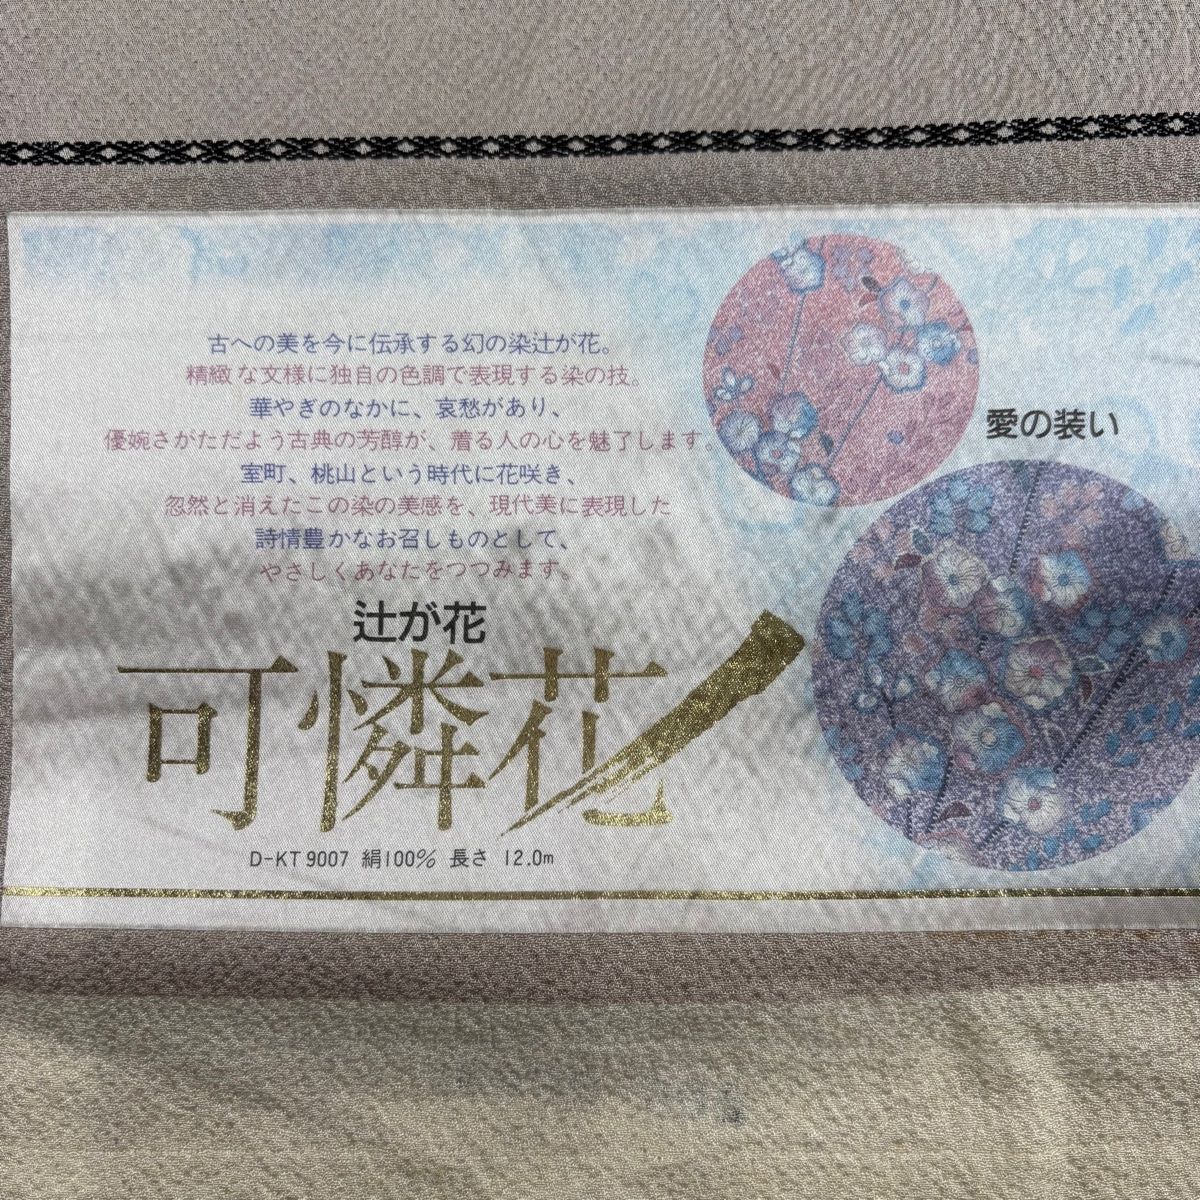 古への美を今に伝承する幻の染辻が花。
精緻な文様に独自の色調で表現する染の技。
華やぎのなかに、哀愁があり、
優婉さがただよう古典の芳醇が、着る人の心を魅了します。
室町、桃山という時代に花咲き、
忽然と消えたこの染の美感を、現代美に表現した
詩情豊かなお召しものとして、
やさしくあなたをつつみます。
愛の装い
辻が花
可憐花
D-KT 9007 絹100% 長さ 12.0m